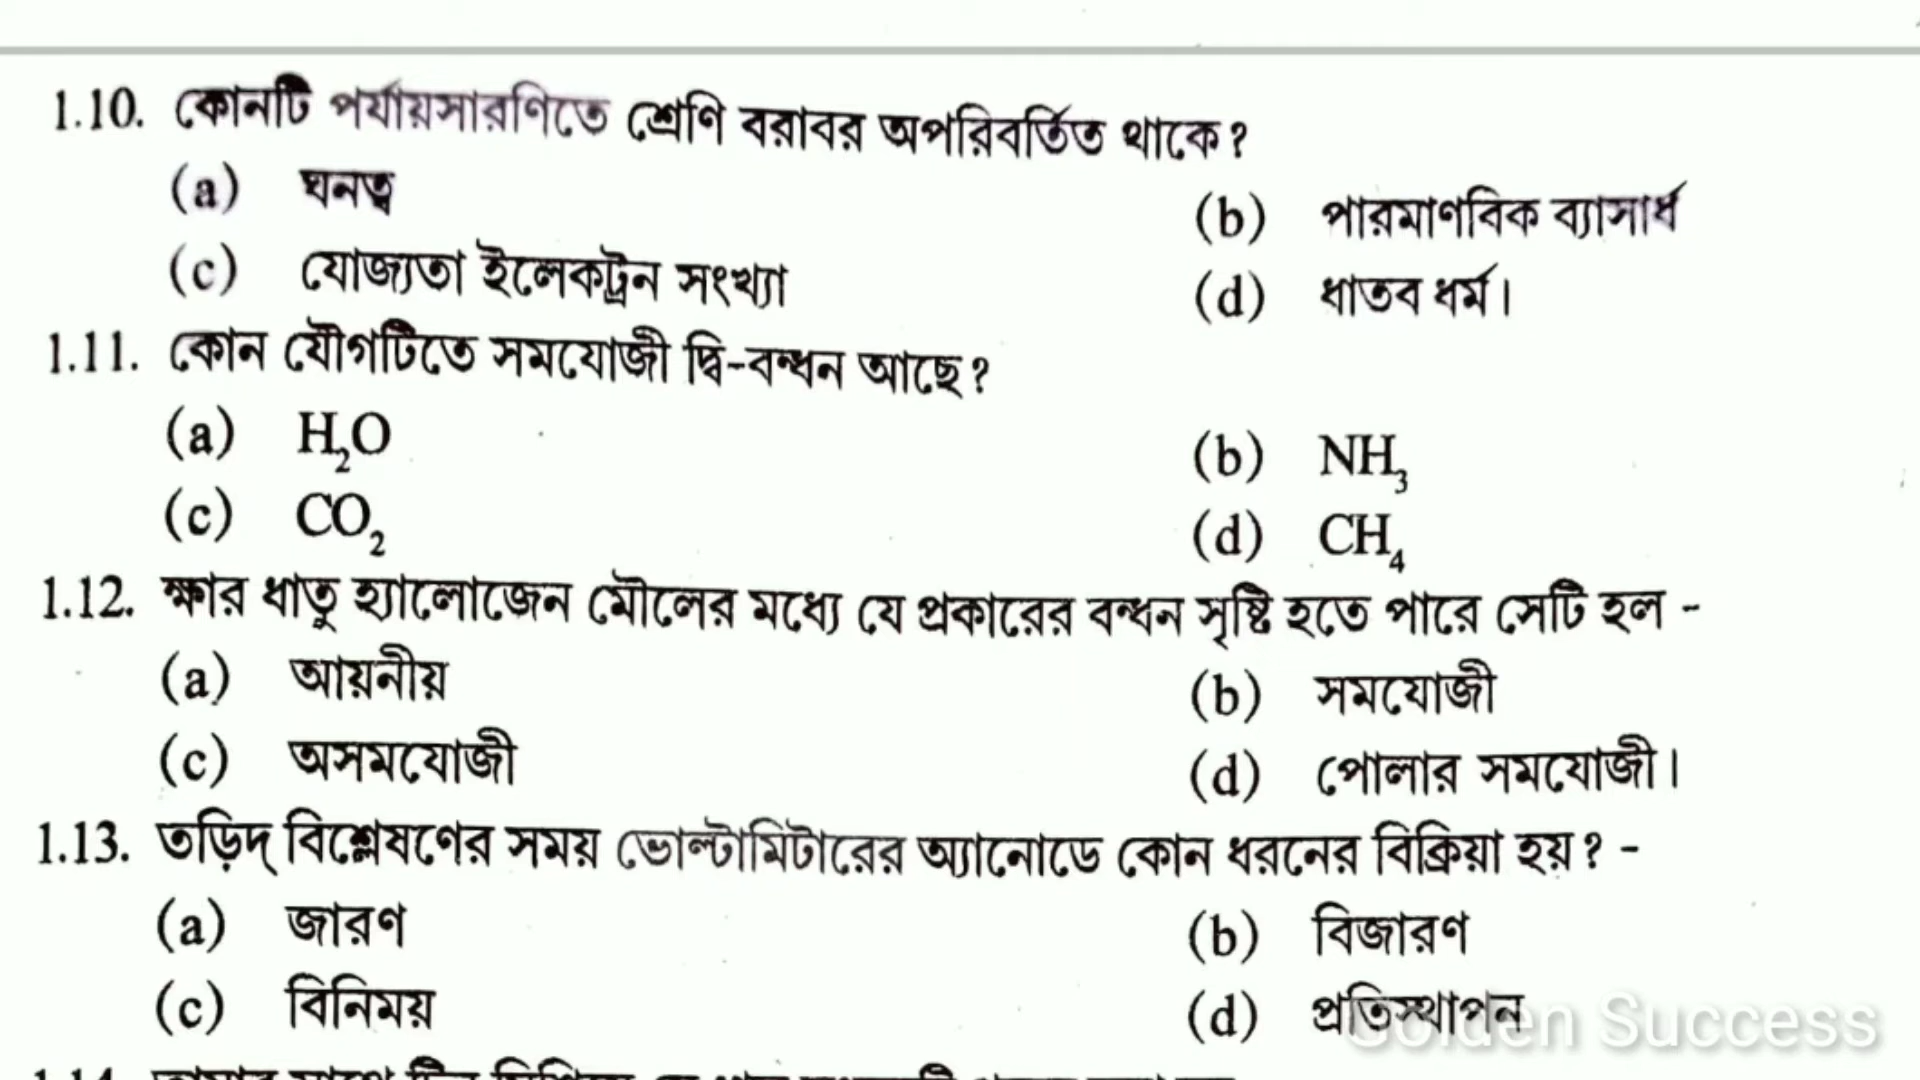 1.10. কোনটি পর্যায়সারণিতে শ্রেণি বরাবর অপরিবর্তিত থাকে?
(a) ঘনত্ব (b) পারমাণবিক ব্যাসার্ধ
(c) যোজ্যতা ইলেকট্রন সংখ্যা (d) ধাতব ধর্ম।
1.11. কোন যৌগটিতে সমযোজী দ্বি-বন্ধন আছে?
(a) H₂O (b) NH₃
(c) CO₂ (d) CH₄
1.12. ক্ষার ধাতু হ্যালোজেন মৌলের মধ্যে যে প্রকারের বন্ধন সৃষ্টি হতে পারে সেটি হল -
(a) আয়নীয় (b) সমযোজী
(c) অসমযোজী (d) পোলার সমযোজী।
1.13. তড়িদ্ বিশ্লেষণের সময় ভোল্টামিটারের অ্যানোডে কোন ধরনের বিক্রিয়া হয়? -
(a) জারণ (b) বিজারণ
(c) বিনিময় (d) প্রতিস্থাপন
Golden Success